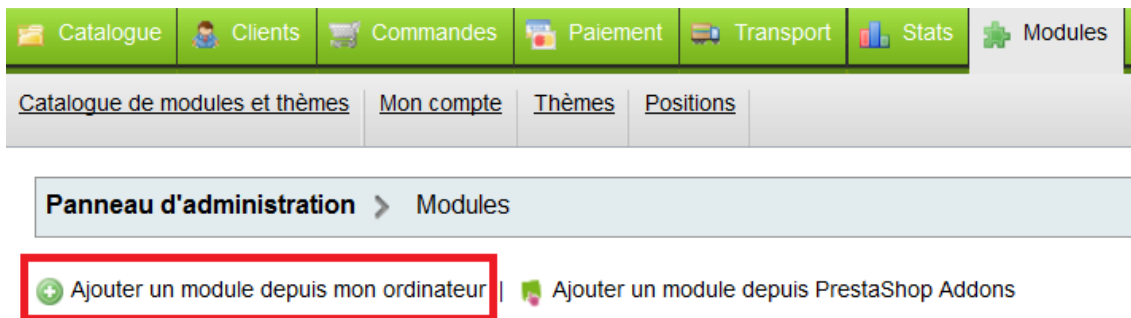 Catalogue Clients Commandes Paiement Transport Stats Modules
Catalogue de modules et thèmes Mon compte Thèmes Positions
Panneau d'administration > Modules
Ajouter un module depuis mon ordinateur | Ajouter un module depuis PrestaShop Addons